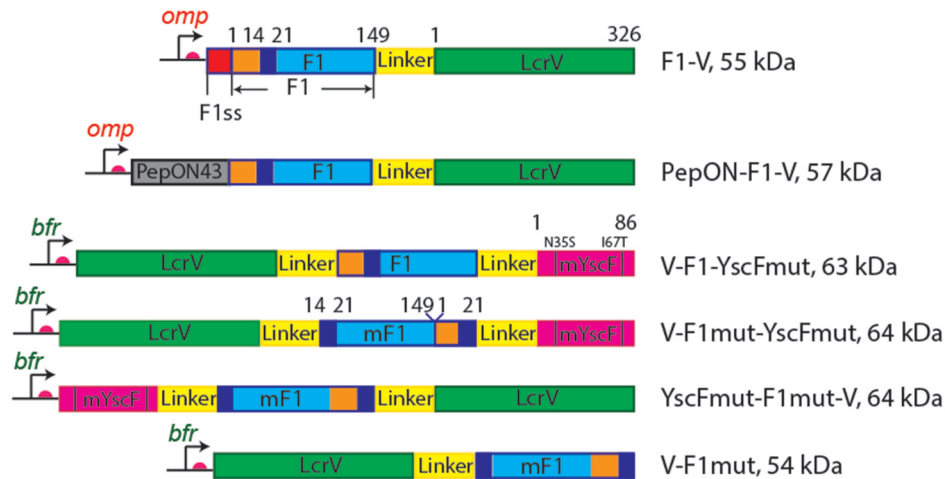 omp
1 14 21 149 1 326
F1 Linker LcrV F1-V, 55 kDa
F1
F1ss
omp
PepON43 F1 Linker LcrV PepON-F1-V, 57 kDa
1 86
bfr N35S I67T
LcrV Linker F1 Linker mYscF V-F1-YscFmut, 63 kDa
bfr 14 21 149 1 21
LcrV Linker mF1 Linker mYscF V-F1mut-YscFmut, 64 kDa
bfr
mYscF Linker mF1 Linker LcrV YscFmut-F1mut-V, 64 kDa
bfr
LcrV Linker mF1 V-F1mut, 54 kDa